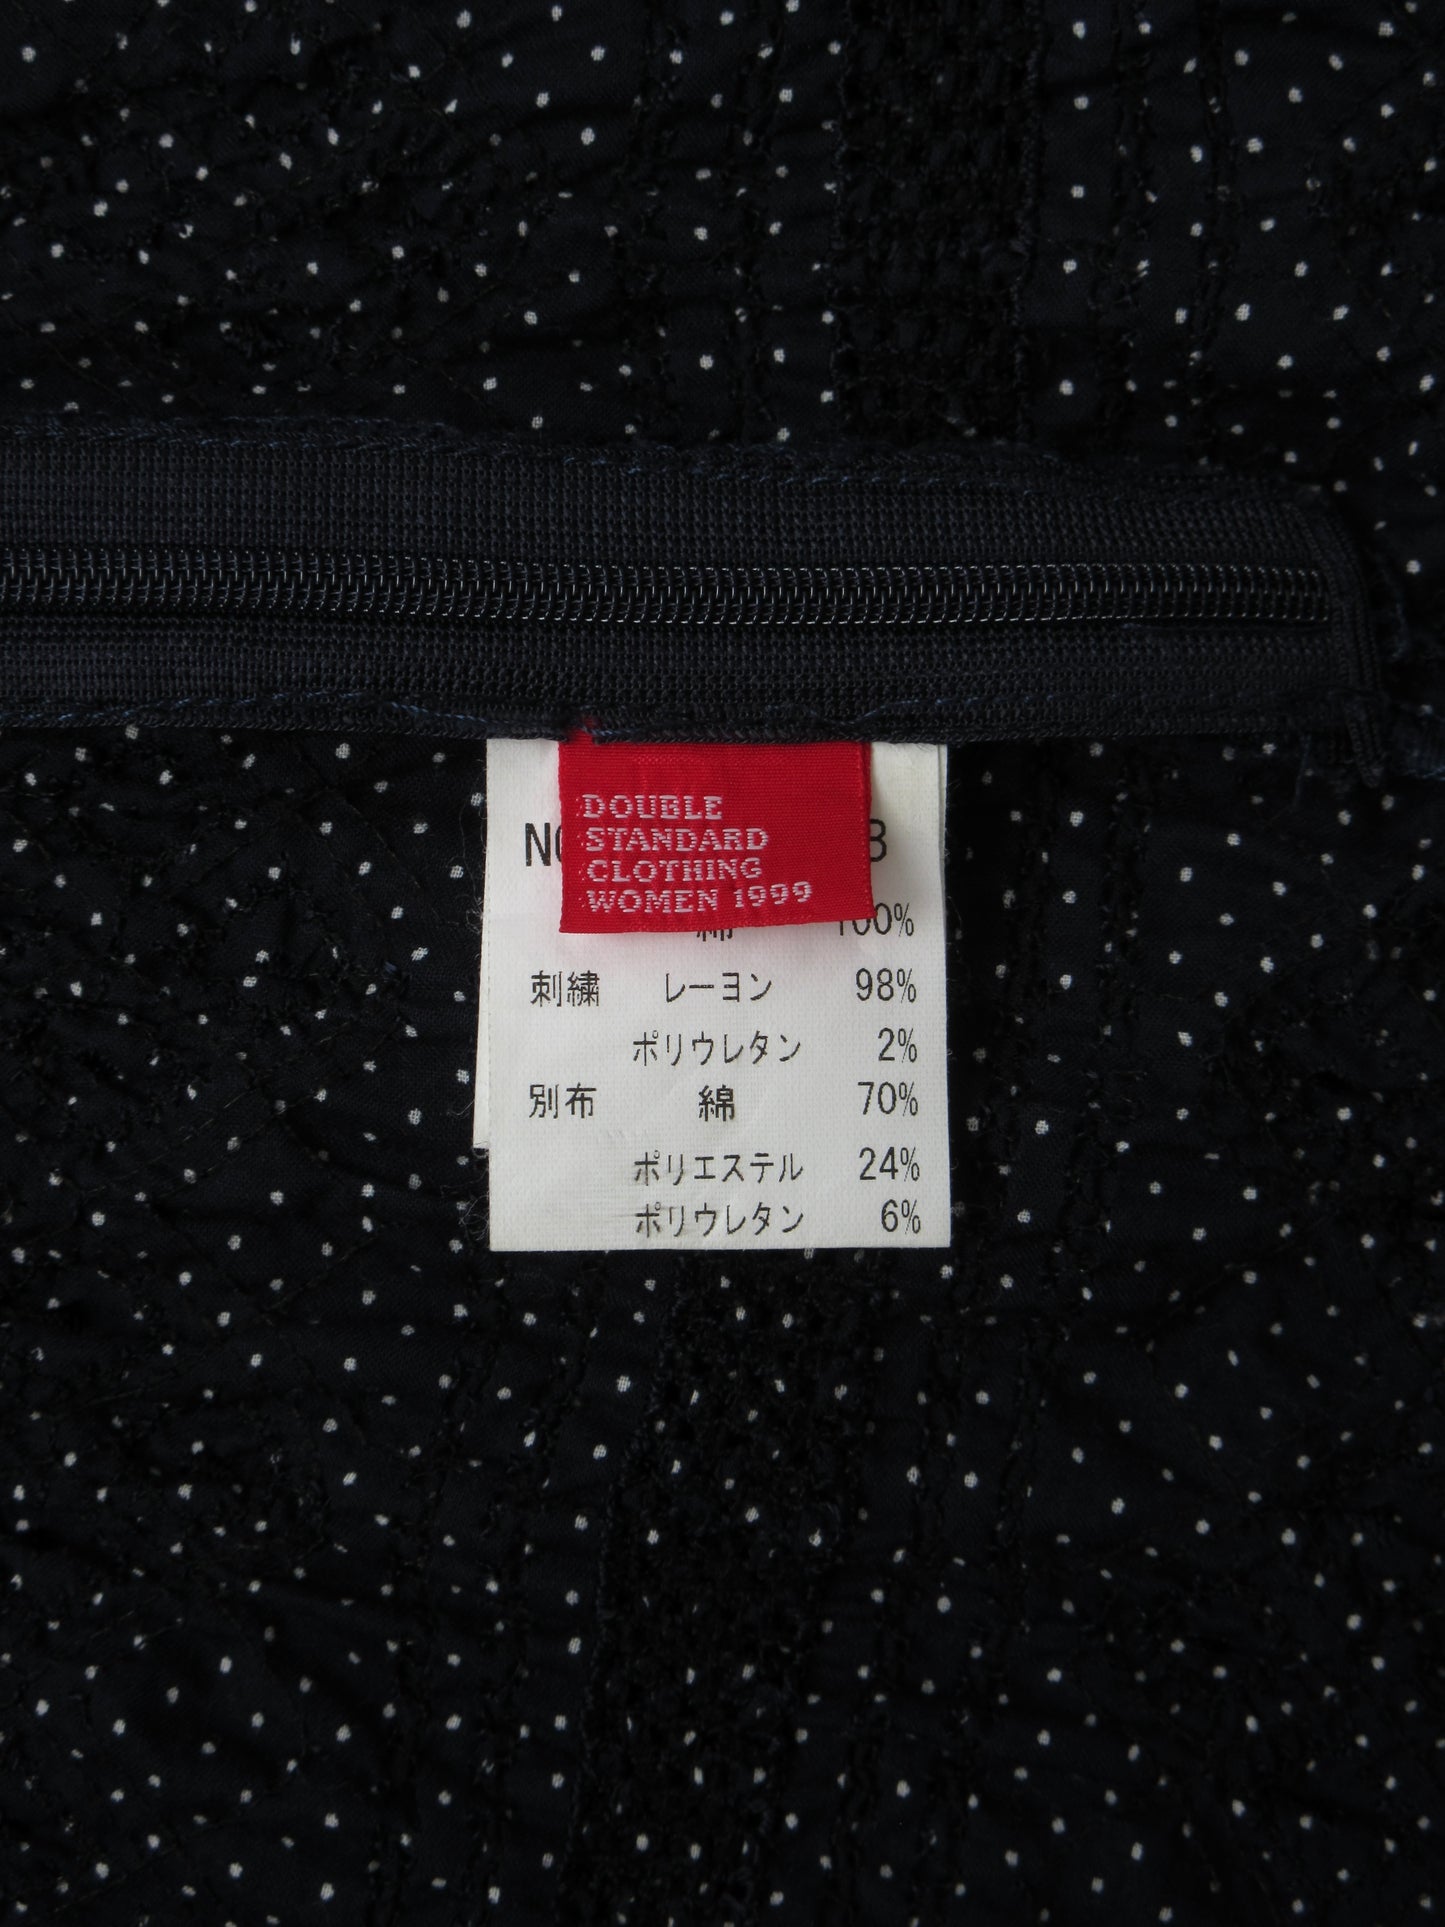 DOUBLE
STANDARD
CLOTHING
WOMEN 1999
綿 100%
刺繍 レーヨン 98%
ポリウレタン 2%
別布 綿 70%
ポリエステル 24%
ポリウレタン 6%